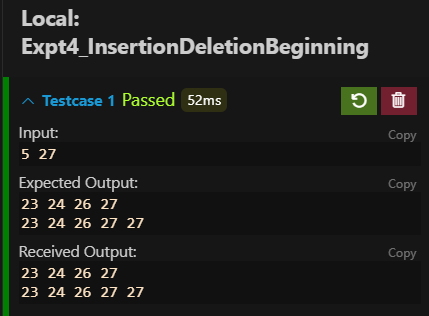 Local:
Expt4_InsertionDeletionBeginning
Testcase 1 Passed 52ms
Input:
Copy
5 27
Expected Output:
Copy
23 24 26 27
23 24 26 27 27
Received Output:
Copy
23 24 26 27
23 24 26 27 27